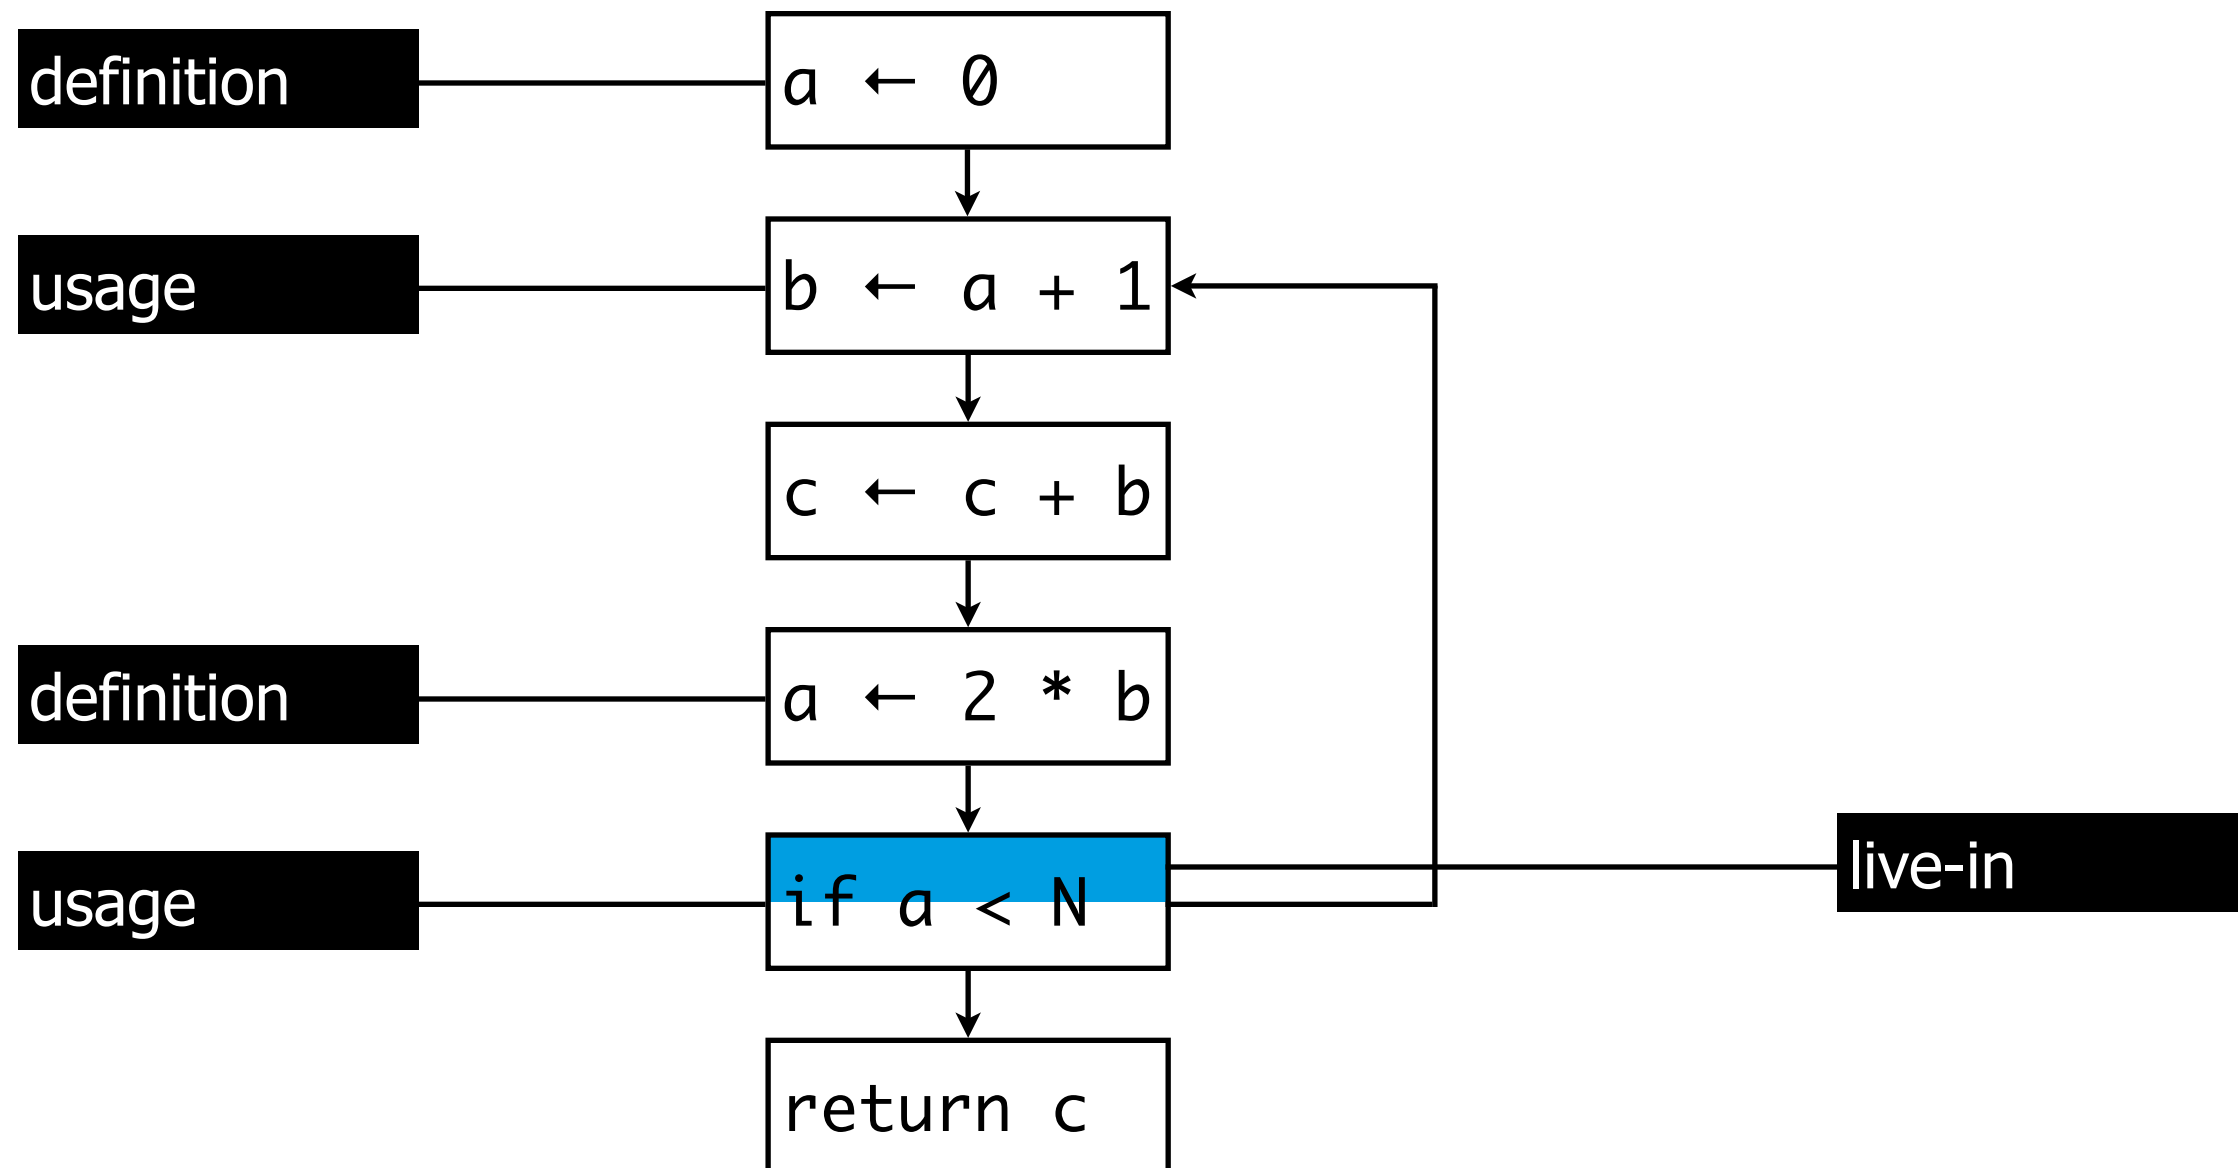 definition
a ← 0
usage
b ← a + 1
c ← c + b
definition
a ← 2 * b
usage
if a < N
live-in
return c